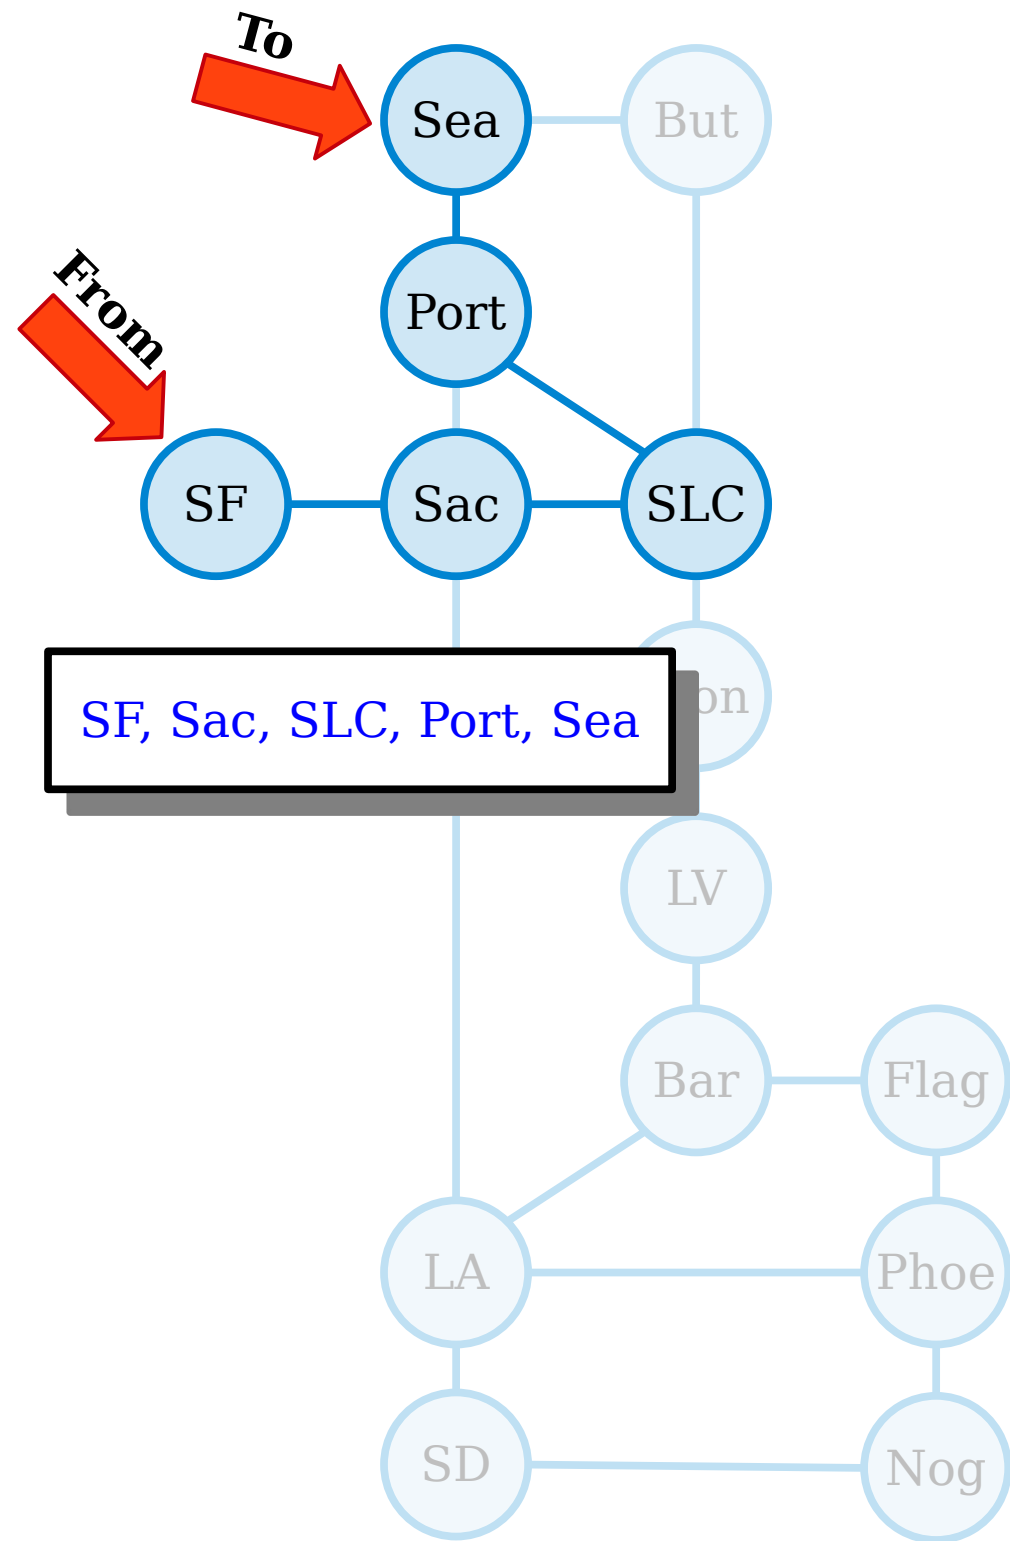 To
Sea
But
From
Port
SF
Sac
SLC
SF, Sac, SLC, Port, Sea
LV
Bar
Flag
LA
Phoe
SD
Nog